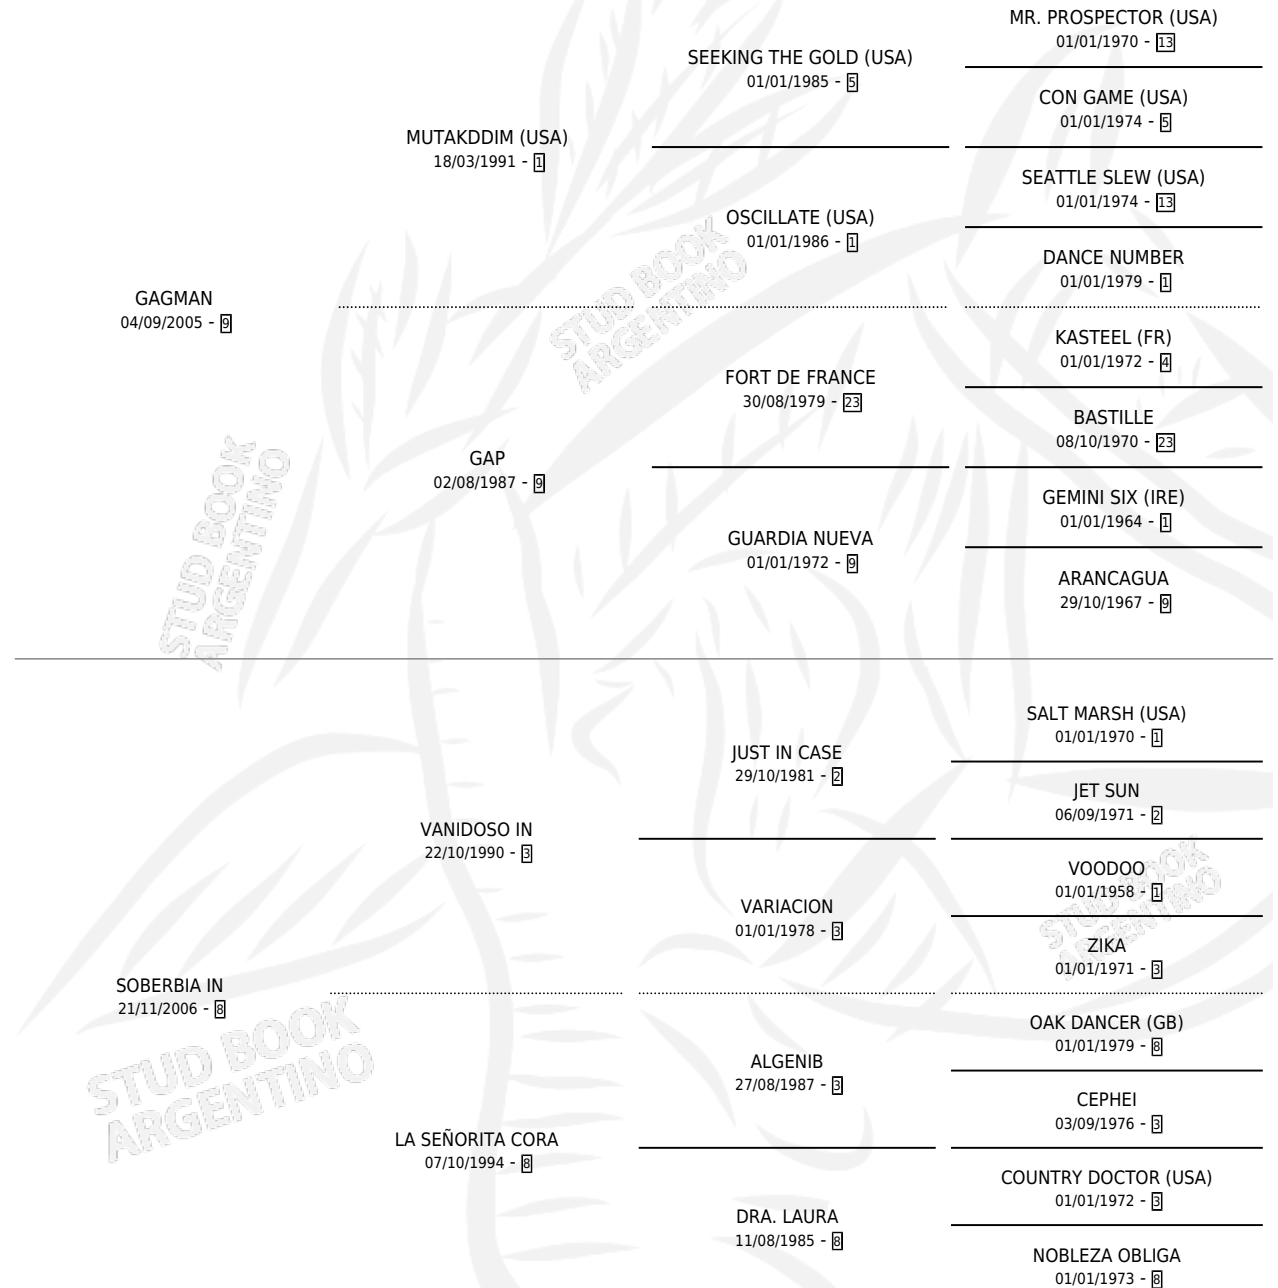 MR. PROSPECTOR (USA)
01/01/1970 - 13
SEEKING THE GOLD (USA)
01/01/1985 - 5
CON GAME (USA)
01/01/1974 - 5
MUTAKDDIM (USA)
18/03/1991 - 1
SEATTLE SLEW (USA)
01/01/1974 - 13
OSCILLATE (USA)
01/01/1986 - 1
DANCE NUMBER
01/01/1979 - 1
GAGMAN
04/09/2005 - 9
KASTEEL (FR)
01/01/1972 - 4
FORT DE FRANCE
30/08/1979 - 23
BASTILLE
08/10/1970 - 23
GAP
02/08/1987 - 9
GEMINI SIX (IRE)
01/01/1964 - 1
GUARDIA NUEVA
01/01/1972 - 9
ARANCAGUA
29/10/1967 - 9
STUD BOOK
ARGENTINO
STUD BOOK
ARGENTINO
SALT MARSH (USA)
01/01/1970 - 1
JUST IN CASE
29/10/1981 - 2
JET SUN
06/09/1971 - 2
VANIDOSO IN
22/10/1990 - 3
VOODOO
01/01/1958 - 1
VARIACION
01/01/1978 - 3
ZIKA
01/01/1971 - 3
SOBERBIA IN
21/11/2006 - 8
OAK DANCER (GB)
01/01/1979 - 8
ALGENIB
27/08/1987 - 3
CEPHEI
03/09/1976 - 3
LA SEÑORITA CORA
07/10/1994 - 8
COUNTRY DOCTOR (USA)
01/01/1972 - 3
DRA. LAURA
11/08/1985 - 8
NOBLEZA OBLIGA
01/01/1973 - 8
STUD BOOK
ARGENTINO
STUD BOOK
ARGENTINO